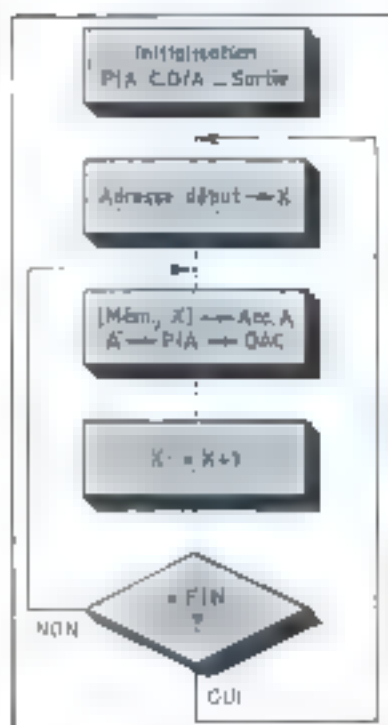 Initialisation
PIA C.D/A → Sortie
Adresse début → X
[Mém, X] → Acc. A
A → PIA → DAC
X = X+1
= FIN
?
NON
OUI